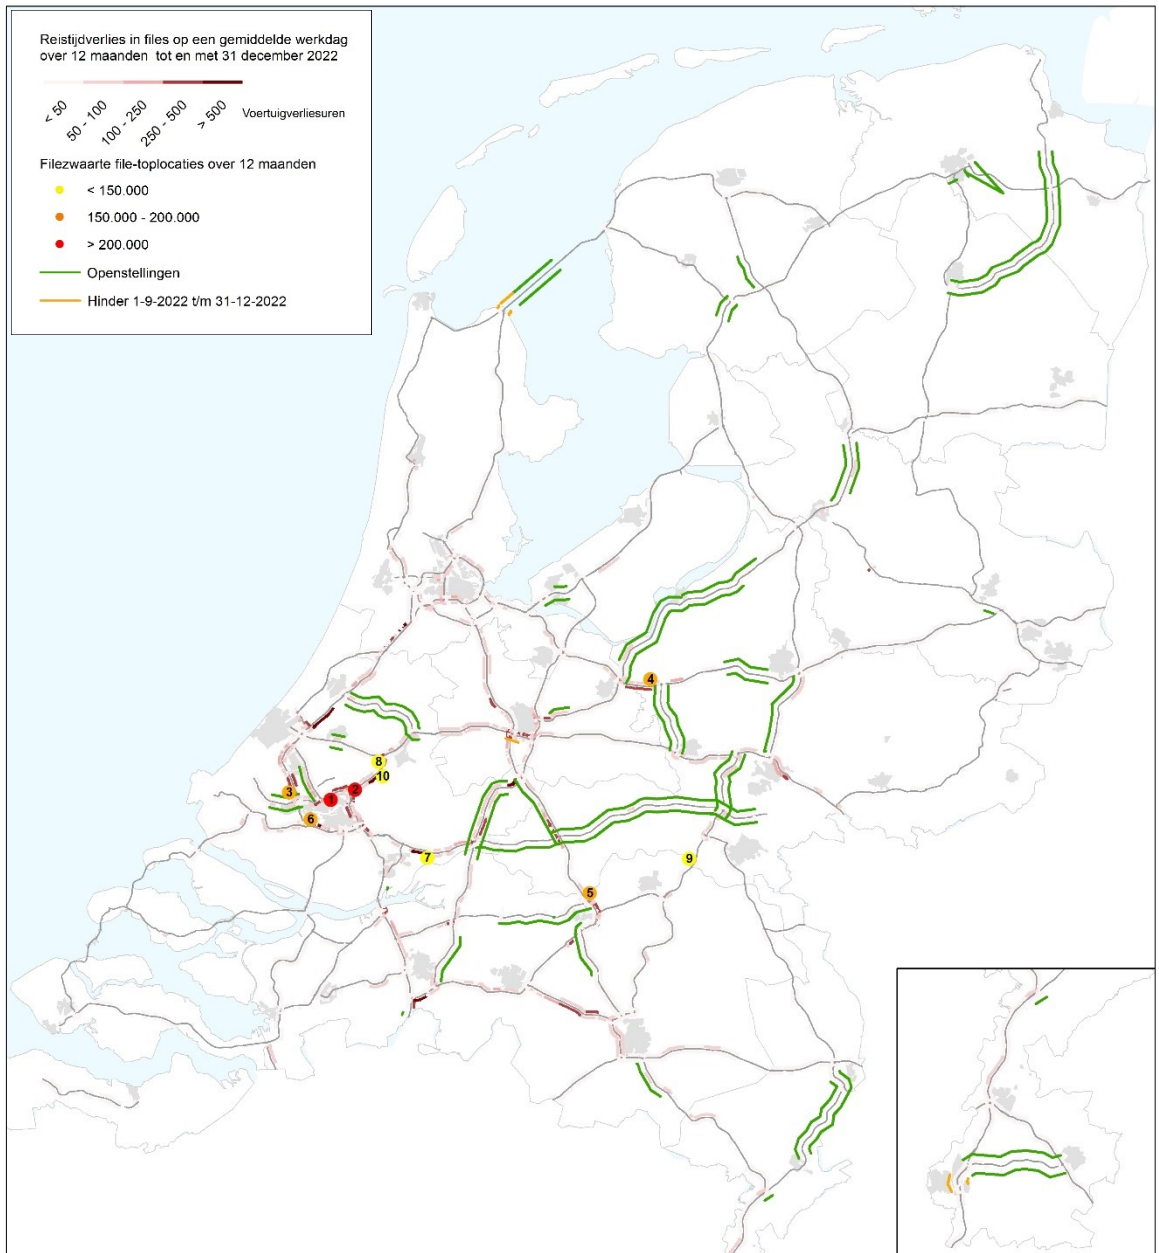 Reistijdverlies in files op een gemiddelde werkdag
over 12 maanden tot en met 31 december 2022
< 50
50 - 100
100 - 250
250 - 500
> 500
Voertuigverliesuren
Filezwaarte file-toplocaties over 12 maanden
< 150.000
150.000 - 200.000
> 200.000
Openstellingen
Hinder 1-9-2022 t/m 31-12-2022
4
8
10
3
2
1
6
7
9
5